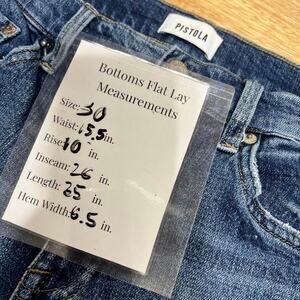 PISTOLA
Bottoms Flat Lay
Measurements
Size: 30
Waist: 15.5 in.
Rise: 10 in.
Inseam: 26 in.
Length: 25 in.
Hem Width: 6.5 in.